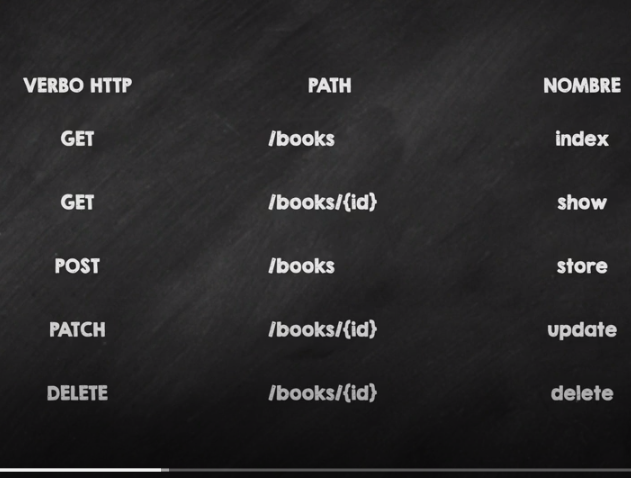 VERBO HTTP PATH NOMBRE
GET /books index
GET /books/{id} show
POST /books store
PATCH /books/{id} update
DELETE /books/{id} delete